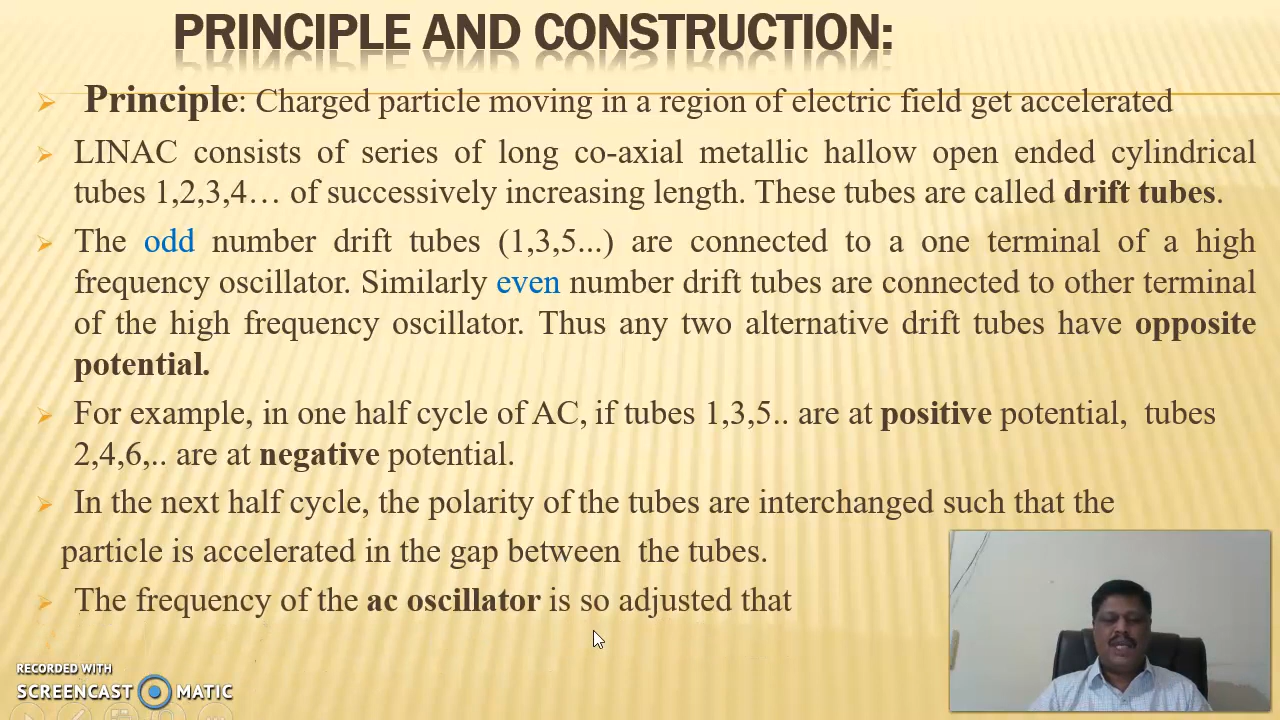 PRINCIPLE AND CONSTRUCTION:
Principle: Charged particle moving in a region of electric field get accelerated
LINAC consists of series of long co-axial metallic hallow open ended cylindrical
tubes 1,2,3,4… of successively increasing length. These tubes are called drift tubes.
The odd number drift tubes (1,3,5...) are connected to a one terminal of a high
frequency oscillator. Similarly even number drift tubes are connected to other terminal
of the high frequency oscillator. Thus any two alternative drift tubes have opposite
potential.
For example, in one half cycle of AC, if tubes 1,3,5.. are at positive potential, tubes
2,4,6,.. are at negative potential.
In the next half cycle, the polarity of the tubes are interchanged such that the
particle is accelerated in the gap between the tubes.
The frequency of the ac oscillator is so adjusted that
RECORDED WITH
SCREENCAST MATIC